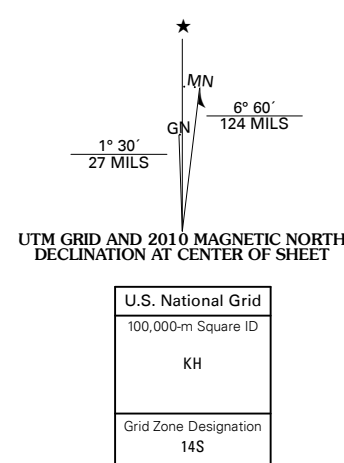 ★
MN
GN
6° 60´
124 MILS
1° 30´
27 MILS
UTM GRID AND 2010 MAGNETIC NORTH
DECLINATION AT CENTER OF SHEET
U.S. National Grid
100,000-m Square ID
KH
Grid Zone Designation
14S